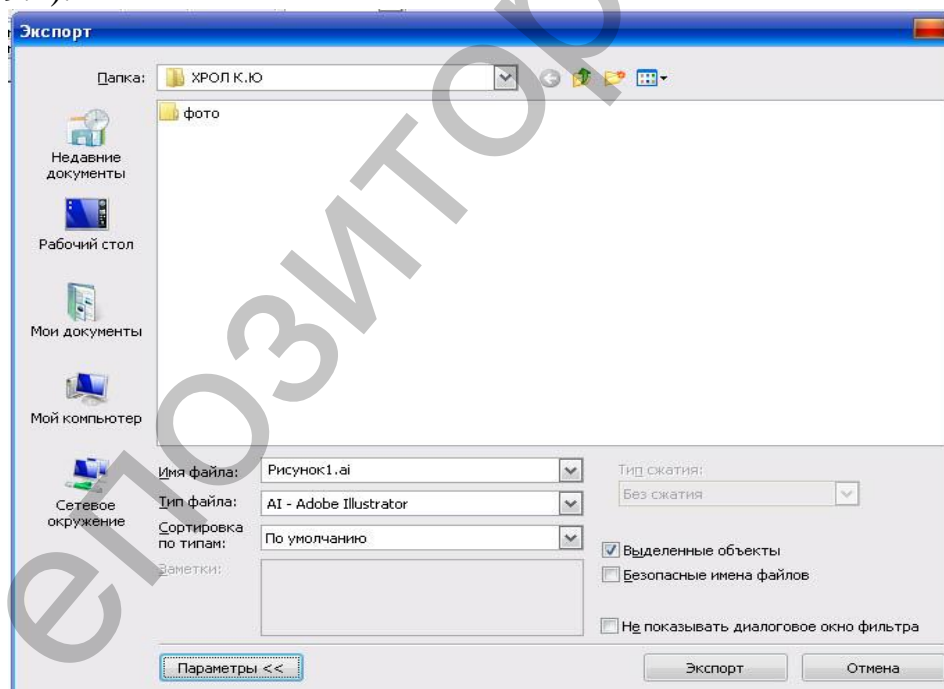 Экспорт
Папка: ХРОЛ К.Ю
фото
Недавние
документы
Рабочий стол
Мои документы
Мой компьютер
Сетевое
окружение
Имя файла: Рисунок1.ai
Тип файла: AI - Adobe Illustrator
Сортировка
по типам: По умолчанию
Заметки:
Тип сжатия:
Без сжатия
Выделенные объекты
Безопасные имена файлов
Не показывать диалоговое окно фильтра
Параметры <<
Экспорт Отмена
епозитор